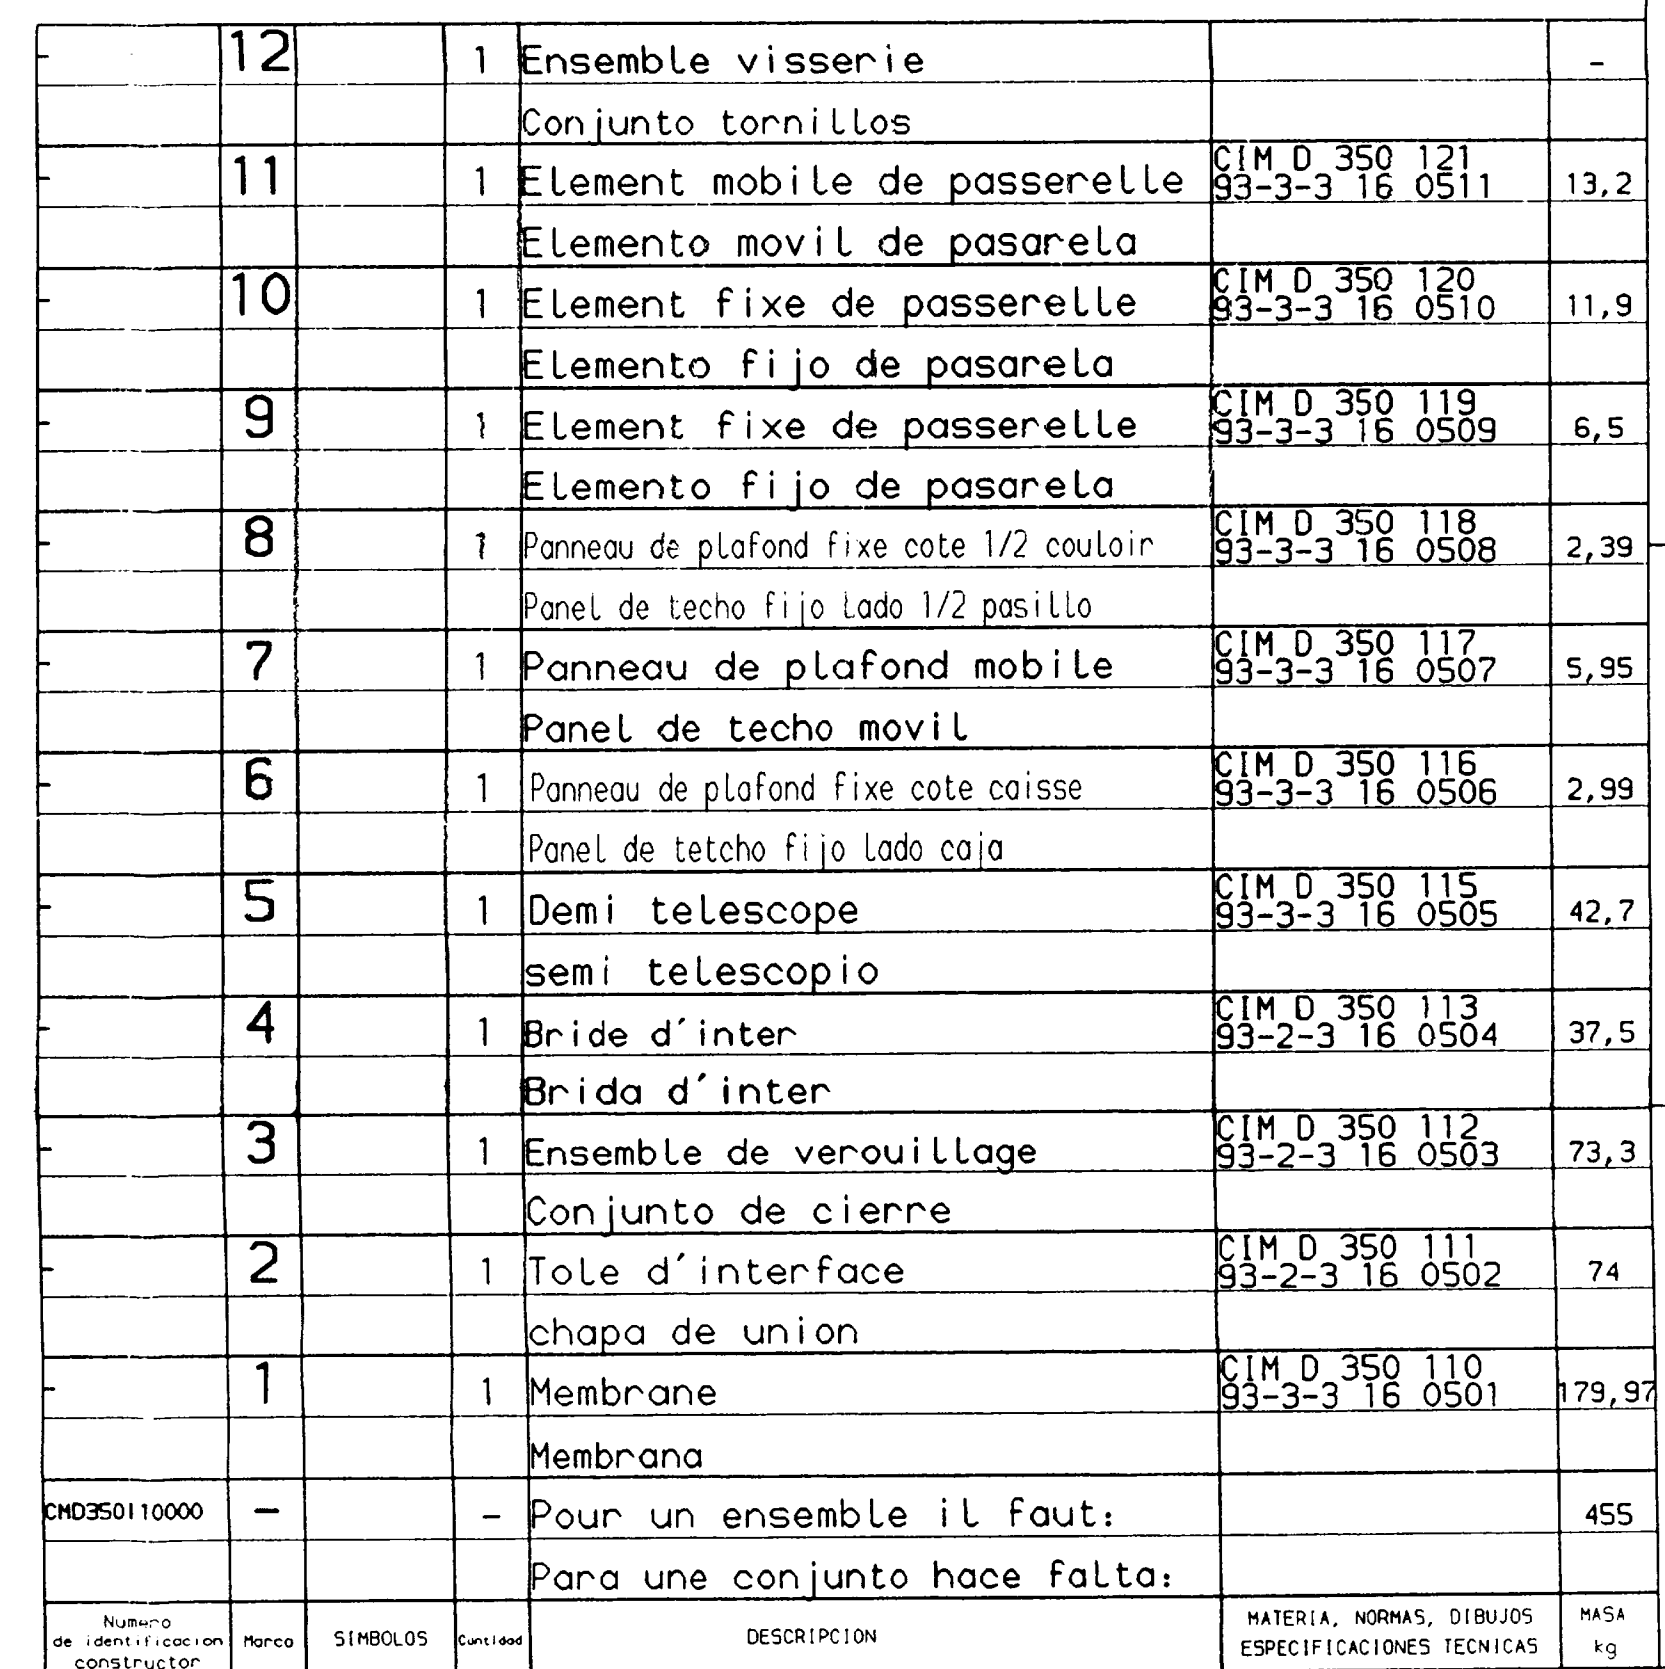 12 1 Ensemble visserie -
Conjunto tornillos
CIM D 350 121
- 11 1 Element mobile de passerelle 93-3-3 16 0511 13,2
Elemento movil de pasarela
CIM D 350 120
- 10 1 Element fixe de passerelle 93-3-3 16 0510 11,9
Elemento fijo de pasarela
CIM D 350 119
- 9 1 Element fixe de passerelle 93-3-3 16 0509 6,5
Elemento fijo de pasarela
CIM D 350 118
- 8 1 Panneau de plafond fixe cote 1/2 couloir 93-3-3 16 0508 2,39
Panel de techo fijo lado 1/2 pasillo
CIM D 350 117
- 7 1 Panneau de plafond mobile 93-3-3 16 0507 5,95
Panel de techo movil
CIM D 350 116
- 6 1 Panneau de plafond fixe cote caisse 93-3-3 16 0506 2,99
Panel de tetcho fijo lado caja
CIM D 350 115
- 5 1 Demi telescope 93-3-3 16 0505 42,7
semi telescopio
CIM D 350 113
- 4 1 Bride d´inter 93-2-3 16 0504 37,5
Brida d´inter
CIM D 350 112
- 3 1 Ensemble de verouillage 93-2-3 16 0503 73,3
Conjunto de cierre
CIM D 350 111
- 2 1 Tole d´interface 93-2-3 16 0502 74
chapa de union
CIM D 350 110
- 1 1 Membrane 93-3-3 16 0501 179,97
Membrana
CMD350110000 - - Pour un ensemble il faut: 455
Para une conjunto hace falta:
Numero
de identificacion
constructor
Marca
SIMBOLOS
Cantidad
DESCRIPCION
MATERIA, NORMAS, DIBUJOS
ESPECIFICACIONES TECNICAS
MASA
kg